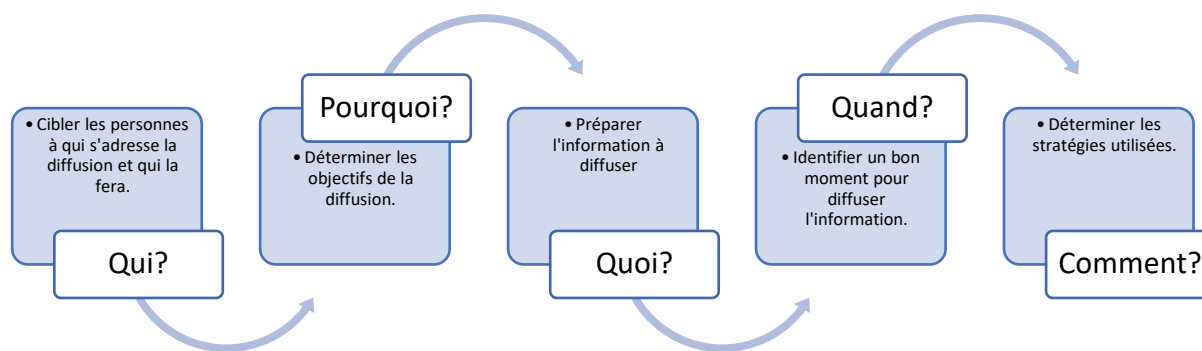 • Cibler les personnes
à qui s'adresse la
diffusion et qui la
fera.
Qui?
Pourquoi?
• Déterminer les
objectifs de la
diffusion.
• Préparer
l'information à
diffuser
Quoi?
Quand?
• Identifier un bon
moment pour
diffuser
l'information.
• Déterminer les
stratégies utilisées.
Comment?